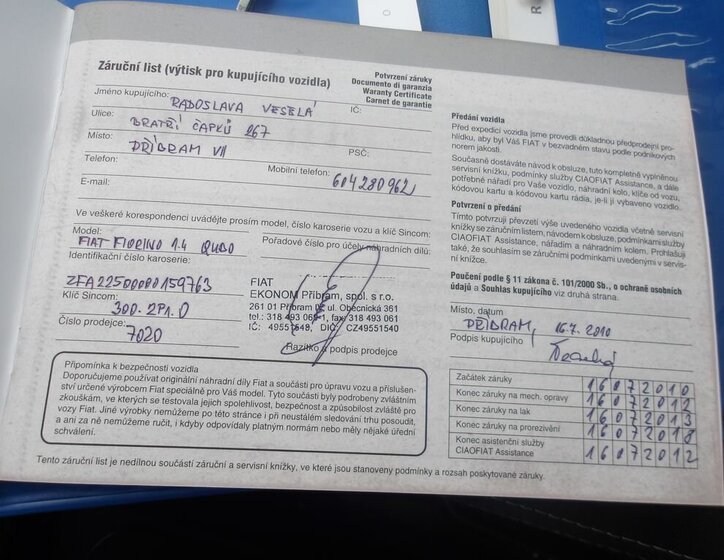 R
Záruční list (výtisk pro kupujícího vozidla)
Potvrzení záruky
Documento di garanzia
Warranty Certificate
Carnet de garantie
Jméno kupujícího: RADOSLAVA VESELÁ IČ:
Ulice: BRATŘÍ ČAPKŮ 267
Místo: PŘÍBRAM VII PSČ:
Telefon: Mobilní telefon: 604280962
E-mail:
Ve veškeré korespondenci uvádějte prosím model, číslo karoserie vozu a klíč Sincom:
Model: Pořadové číslo pro účely náhradních dílů:
FIAT FIORINO 1.4 QUBO
Identifikační číslo karoserie:
ZFA22500000159763
Klíč Sincom:
300.2P1.0
Číslo prodejce:
7020
FIAT
EKONOM Příbram, spol. s r.o.
261 01 Příbram, ul. Obecnická 361
tel.: 318 493 069-1, fax: 318 493 061
IČ: 49551548, DIČ: CZ49551540
Razítko a podpis prodejce
Připomínka k bezpečnosti vozidla
Doporučujeme používat originální náhradní díly Fiat a součásti pro úpravu vozu a příslušen-
ství určené výrobcem Fiat speciálně pro Váš model. Tyto součásti byly podrobeny zvláštním
zkouškám, ve kterých se testovala jejich spolehlivost, bezpečnost a způsobilost zvláště pro
vozy Fiat. Jiné výrobky nemůžeme po této stránce i při neustálém sledování trhu posoudit,
a ani za ně nemůžeme ručit, i kdyby odpovídaly platným normám nebo měly nějaké úřední
schválení.
Tento záruční list je nedílnou součástí záruční a servisní knížky, ve které jsou stanoveny podmínky a rozsah poskytované záruky.
Předání vozidla
Před expedicí vozidla jsme provedli důkladnou předprodejní pro-
hlídku, aby byl Váš FIAT v bezvadném stavu podle podnikových
norem jakosti.
Současně dostáváte návod k obsluze, tuto kompletně vyplněnou
servisní knížku, podmínky služby CIAOFIAT Assistance, a dále
potřebné nářadí pro Vaše vozidlo, náhradní kolo, klíče od vozu,
kódovou kartu a kódovou kartu rádia, je-li jí vybaveno vozidlo.
Potvrzení o předání
Tímto potvrzuji převzetí výše uvedeného vozidla včetně servisní
knížky se záručním listem, návodem k obsluze, podmínkami služby
CIAOFIAT Assistance, nářadím a náhradním kolem. Prohlašuji
také, že souhlasím se záručními podmínkami uvedenými v servis-
ní knížce.
Poučení podle § 11 zákona č. 101/2000 Sb., o ochraně osobních
údajů a Souhlas kupujícího viz druhá strana.
Místo, datum
PŘÍBRAM, 16.7.2010
Podpis kupujícího
Začátek záruky 16072010
Konec záruky na mech. opravy 16072012
Konec záruky na lak 16072013
Konec záruky na prorezivění 16072018
Konec asistenční služby
CIAOFIAT Assistance 16072012